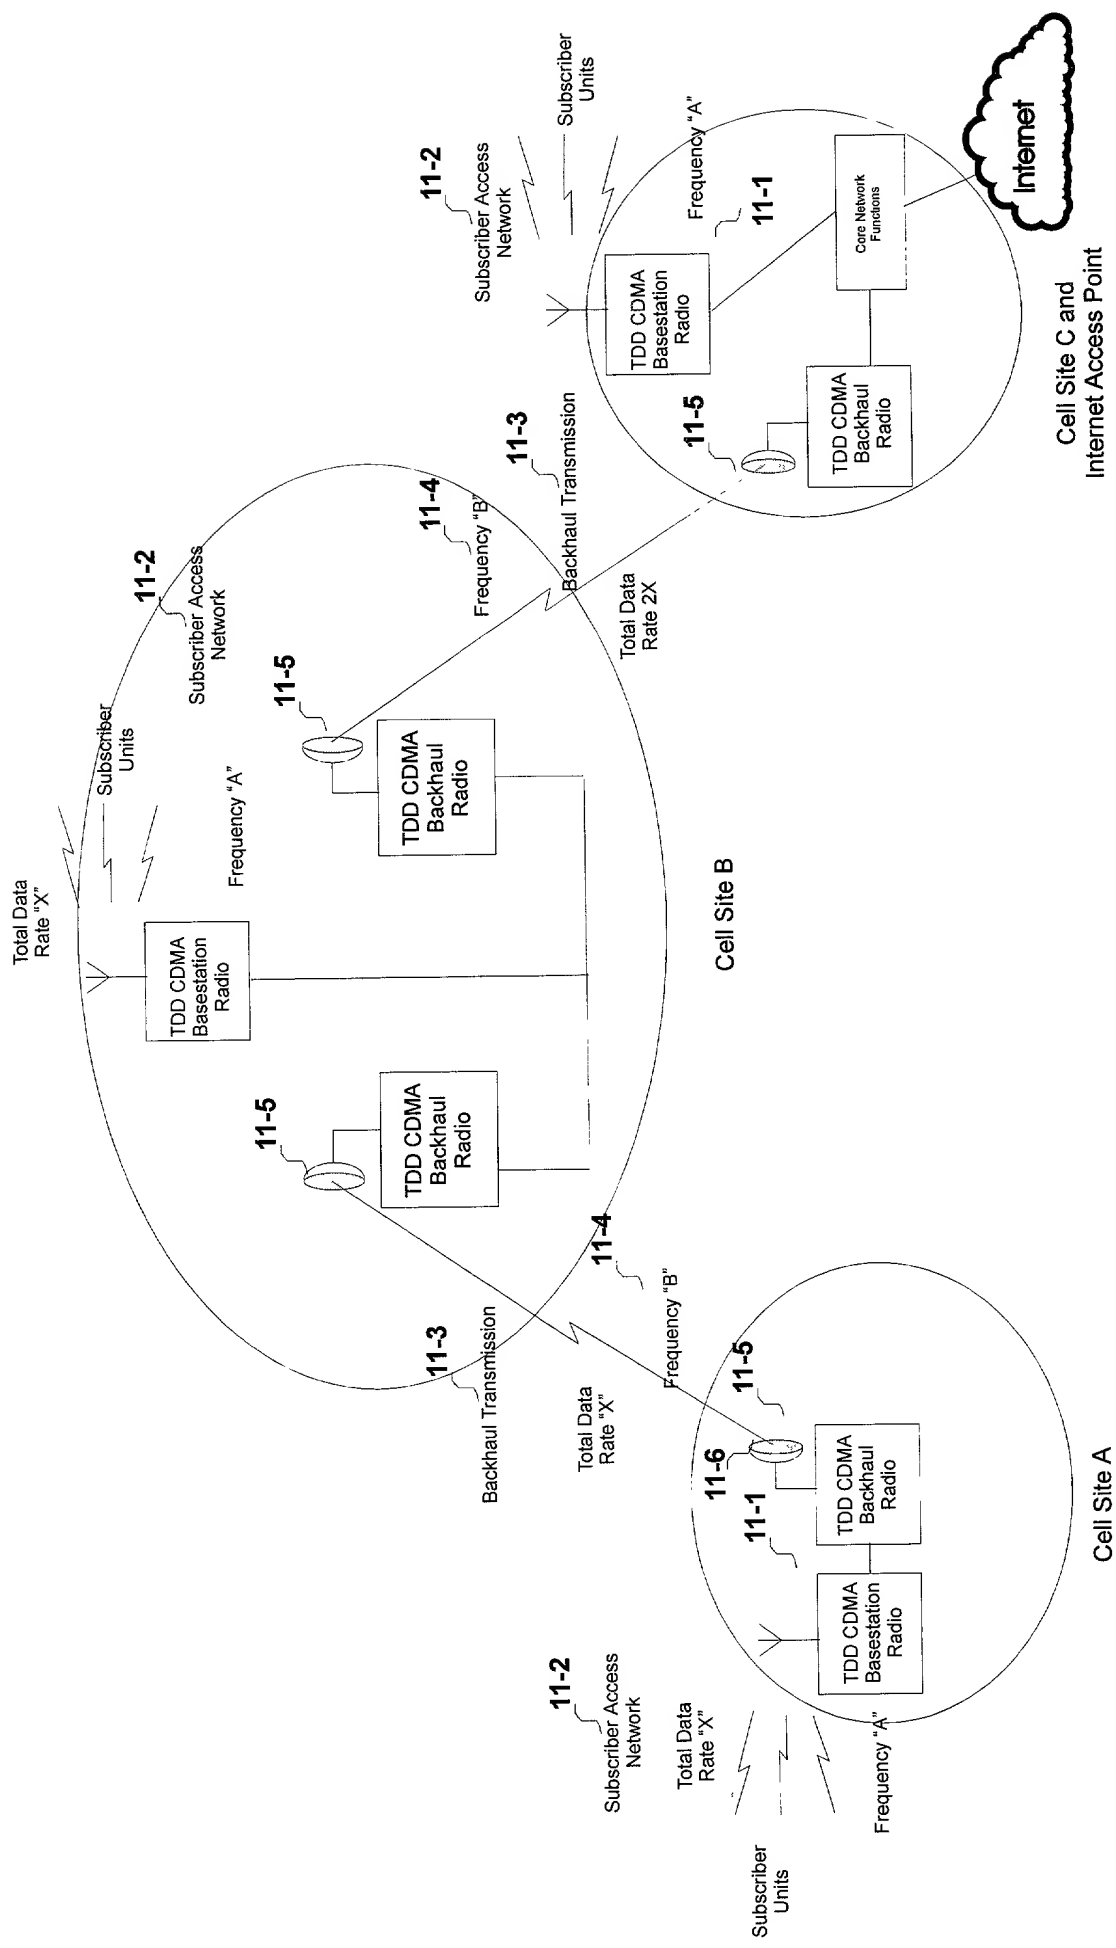 11-2
Subscriber Access
Network
Total Data
Rate "X"
Subscriber
Units
Frequency "A"
TDD CDMA
Basestation
Radio
11-1
11-6
11-5
TDD CDMA
Backhaul
Radio
Cell Site A
11-3
Backhaul Transmission
Total Data
Rate "X"
11-4
Frequency "B"
Total Data
Rate "X"
Subscriber
Units
11-2
Subscriber Access
Network
Frequency "A"
TDD CDMA
Basestation
Radio
11-5
TDD CDMA
Backhaul
Radio
11-5
TDD CDMA
Backhaul
Radio
Cell Site B
11-4
Frequency "B"
11-3
Backhaul Transmission
Total Data
Rate 2X
11-2
Subscriber Access
Network
Subscriber
Units
Frequency "A"
11-1
TDD CDMA
Basestation
Radio
11-5
TDD CDMA
Backhaul
Radio
Core Network
Functions
Internet
Cell Site C and
Internet Access Point